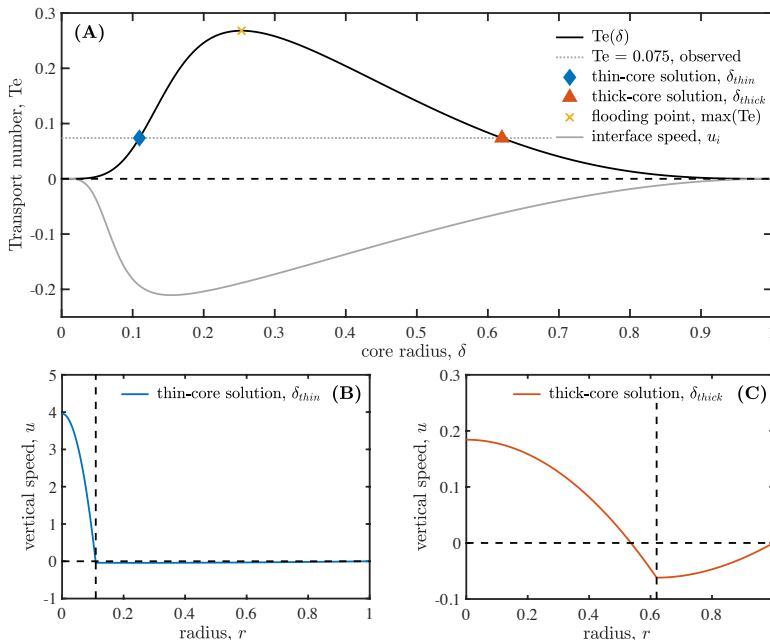 (A)
Te(δ)
Te = 0.075, observed
thin-core solution, δthin
thick-core solution, δthick
flooding point, max(Te)
interface speed, ui
Transport number, Te
0.3
0.2
0.1
0
-0.1
-0.2
0 0.1 0.2 0.3 0.4 0.5 0.6 0.7 0.8 0.9 1
core radius, δ
thin-core solution, δthin (B)
vertical speed, u
5
4
3
2
1
0
-1
0 0.2 0.4 0.6 0.8 1
radius, r
thick-core solution, δthick (C)
vertical speed, u
0.3
0.2
0.1
0
-0.1
0 0.2 0.4 0.6 0.8 1
radius, r